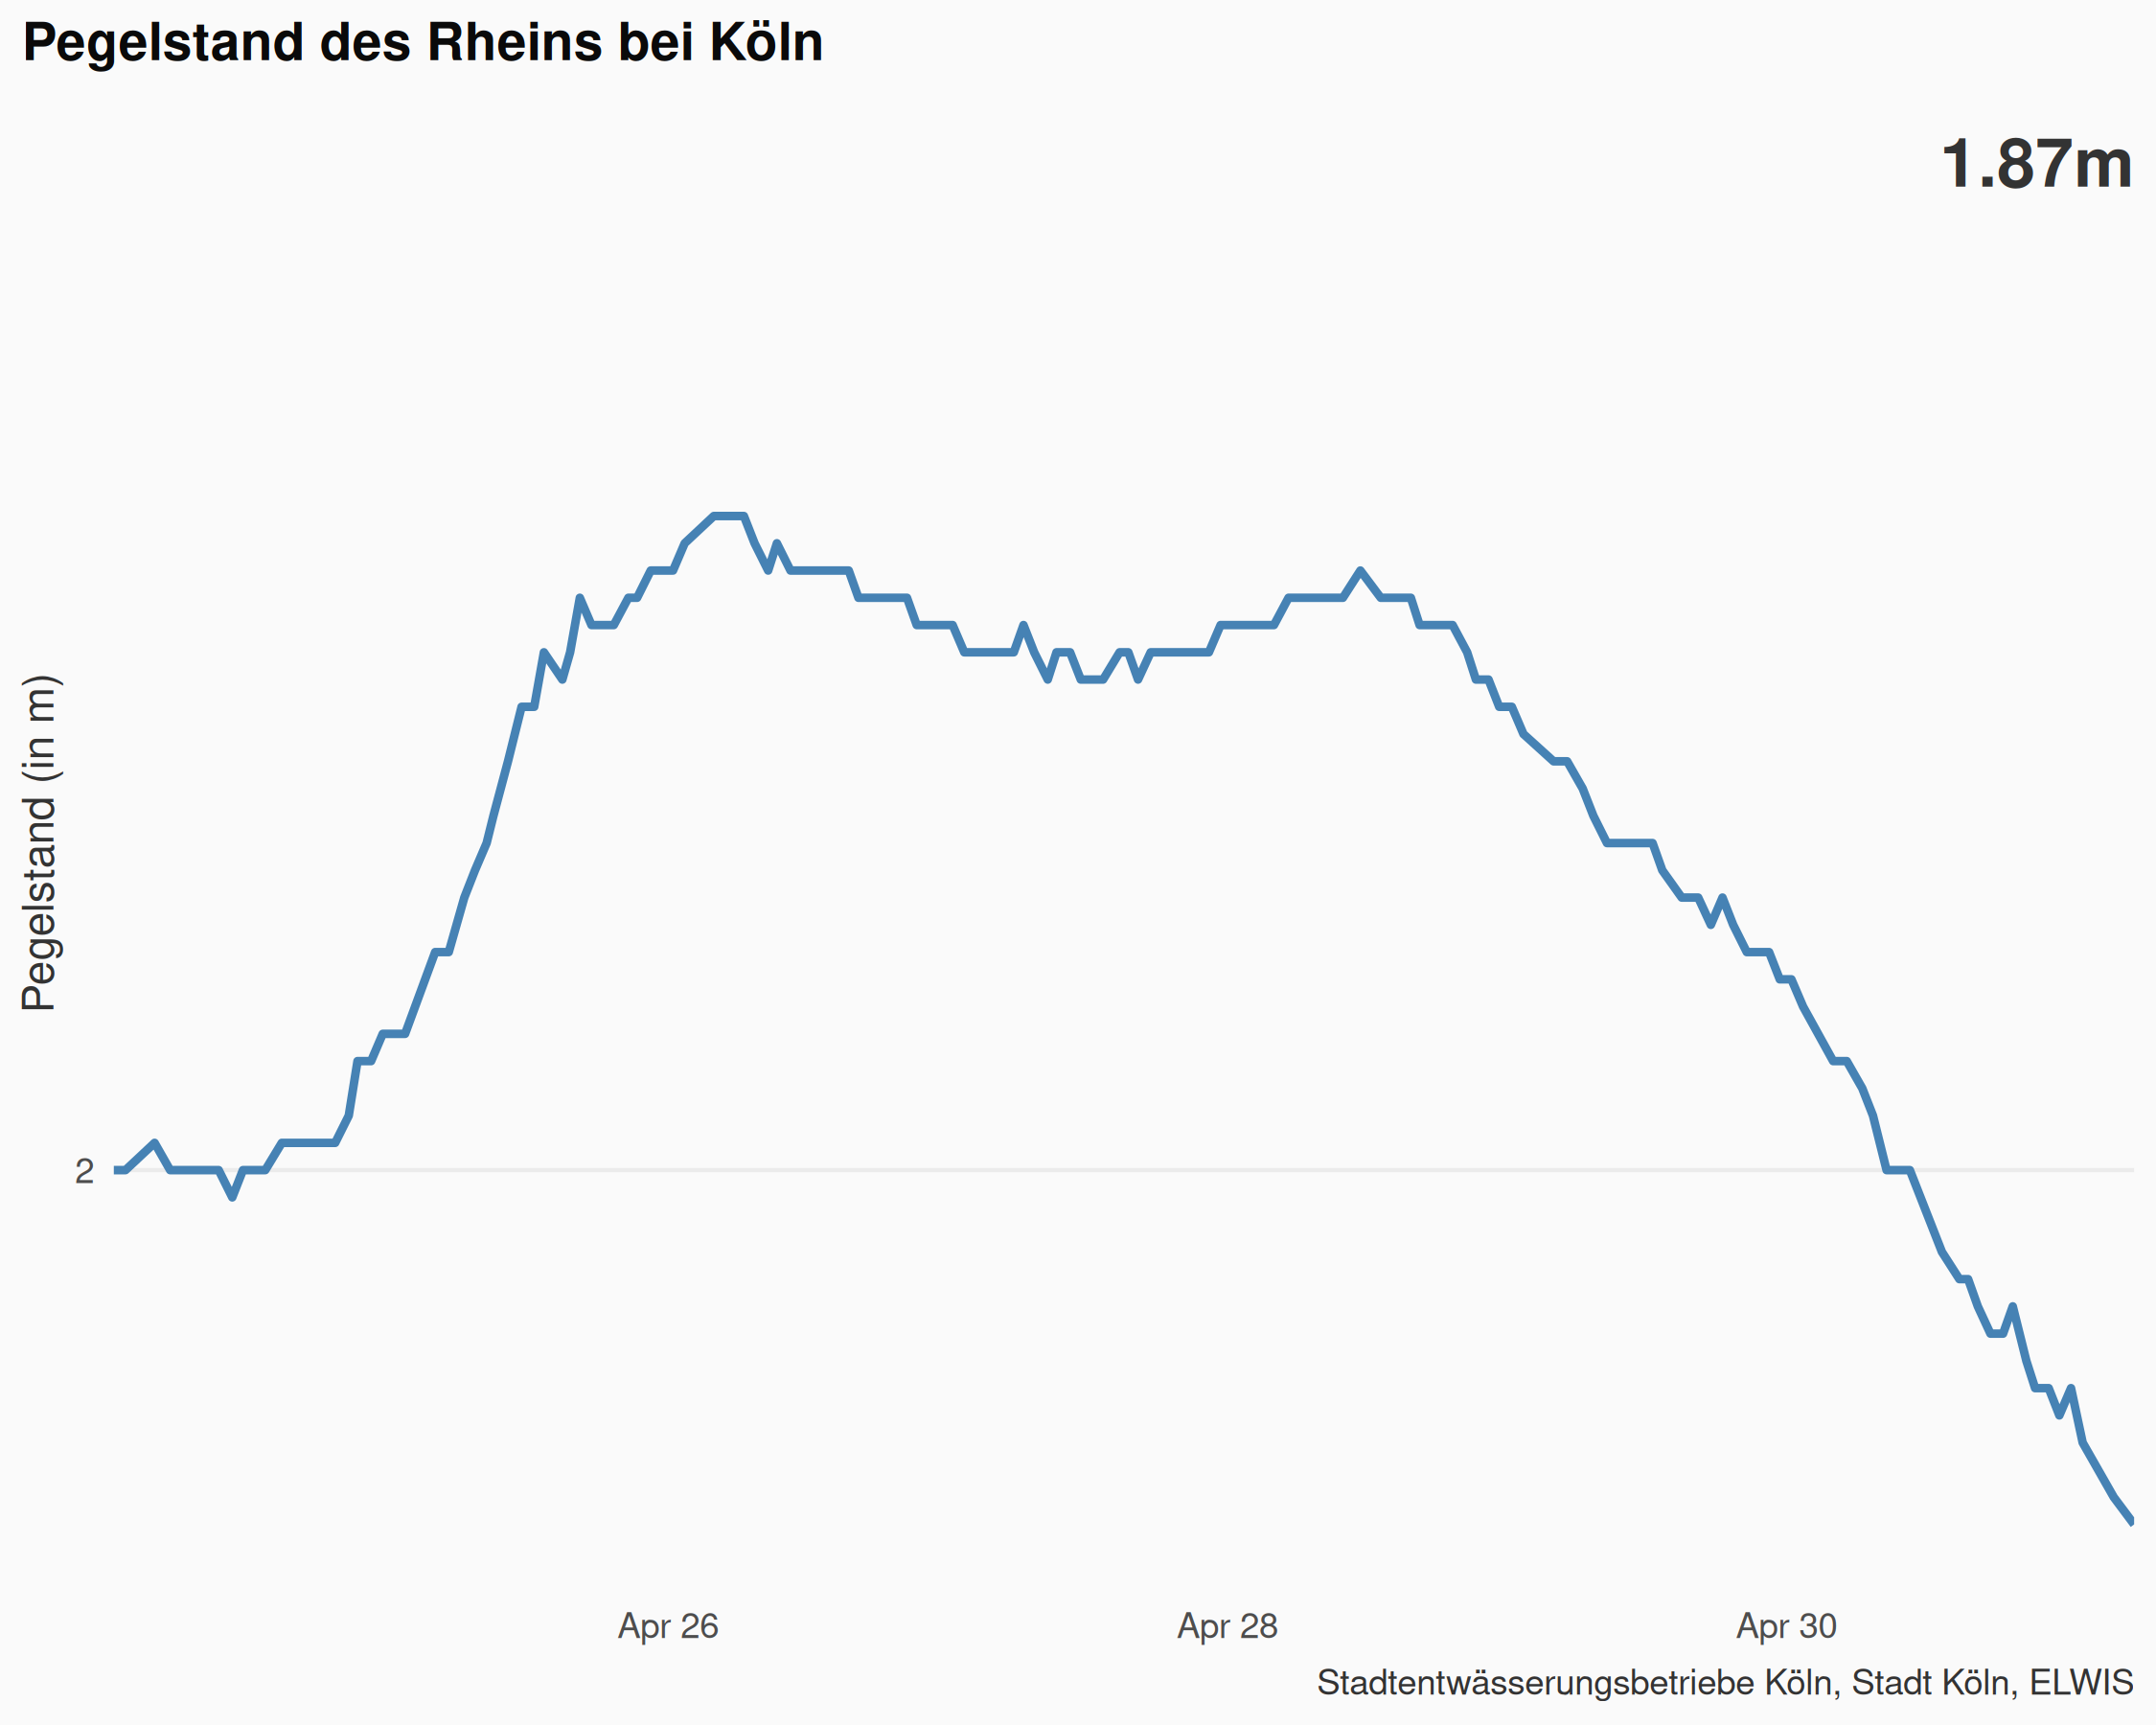 Pegelstand des Rheins bei Köln
1.87m
Pegelstand (in m)
2
Apr 26
Apr 28
Apr 30
Stadtentwässerungsbetriebe Köln, Stadt Köln, ELWIS